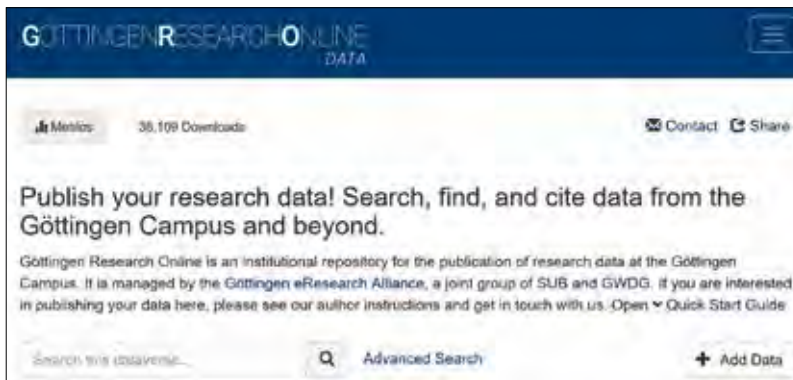 GÖTTINGENRESEARCHONLINE
DATA
Metrics 38,109 Downloads Contact Share
Publish your research data! Search, find, and cite data from the
Göttingen Campus and beyond.
Göttingen Research Online is an institutional repository for the publication of research data at the Göttingen
Campus. It is managed by the Göttingen eResearch Alliance, a joint group of SUB and GWDG. If you are interested
in publishing your data here, please see our author instructions and get in touch with us. Open Quick Start Guide
Search this dataverse... Advanced Search Add Data